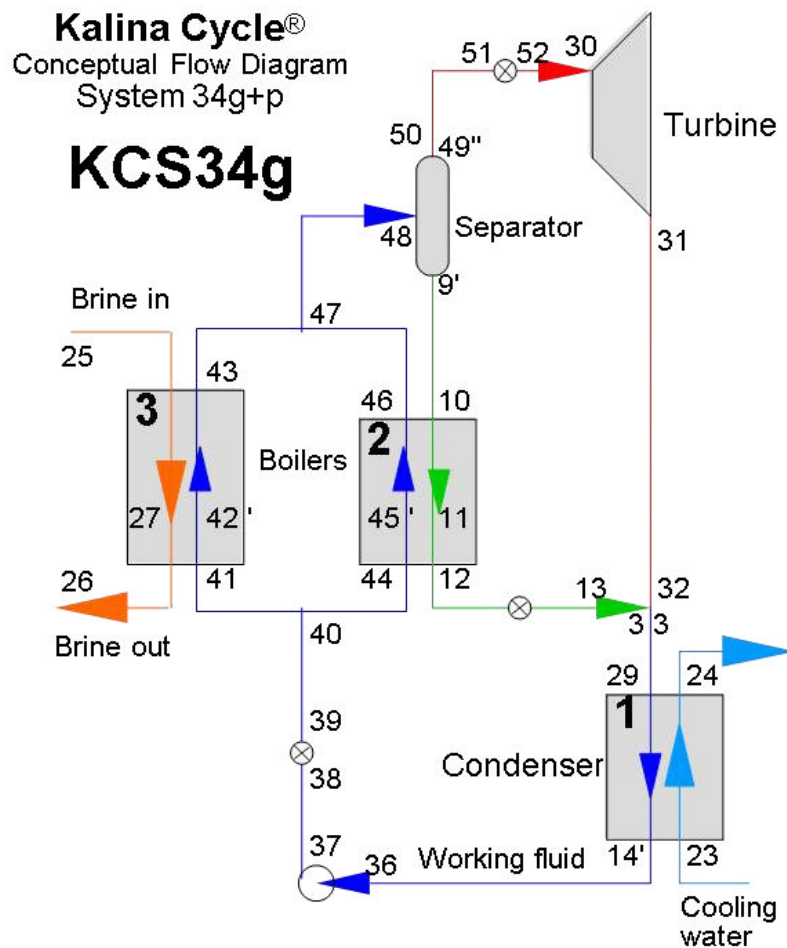 Kalina Cycle®
Conceptual Flow Diagram
System 34g+p
KCS34g
51 52 30
50 49"
Turbine
48 Separator
31
9'
Brine in
25
47
43
46 10
3
2
Boilers
27 42 '
45 ' 11
26
41
44 12
13 32
Brine out
40
3 3
29 24
39
1
38
Condenser
37
36 Working fluid
14' 23
Cooling
water